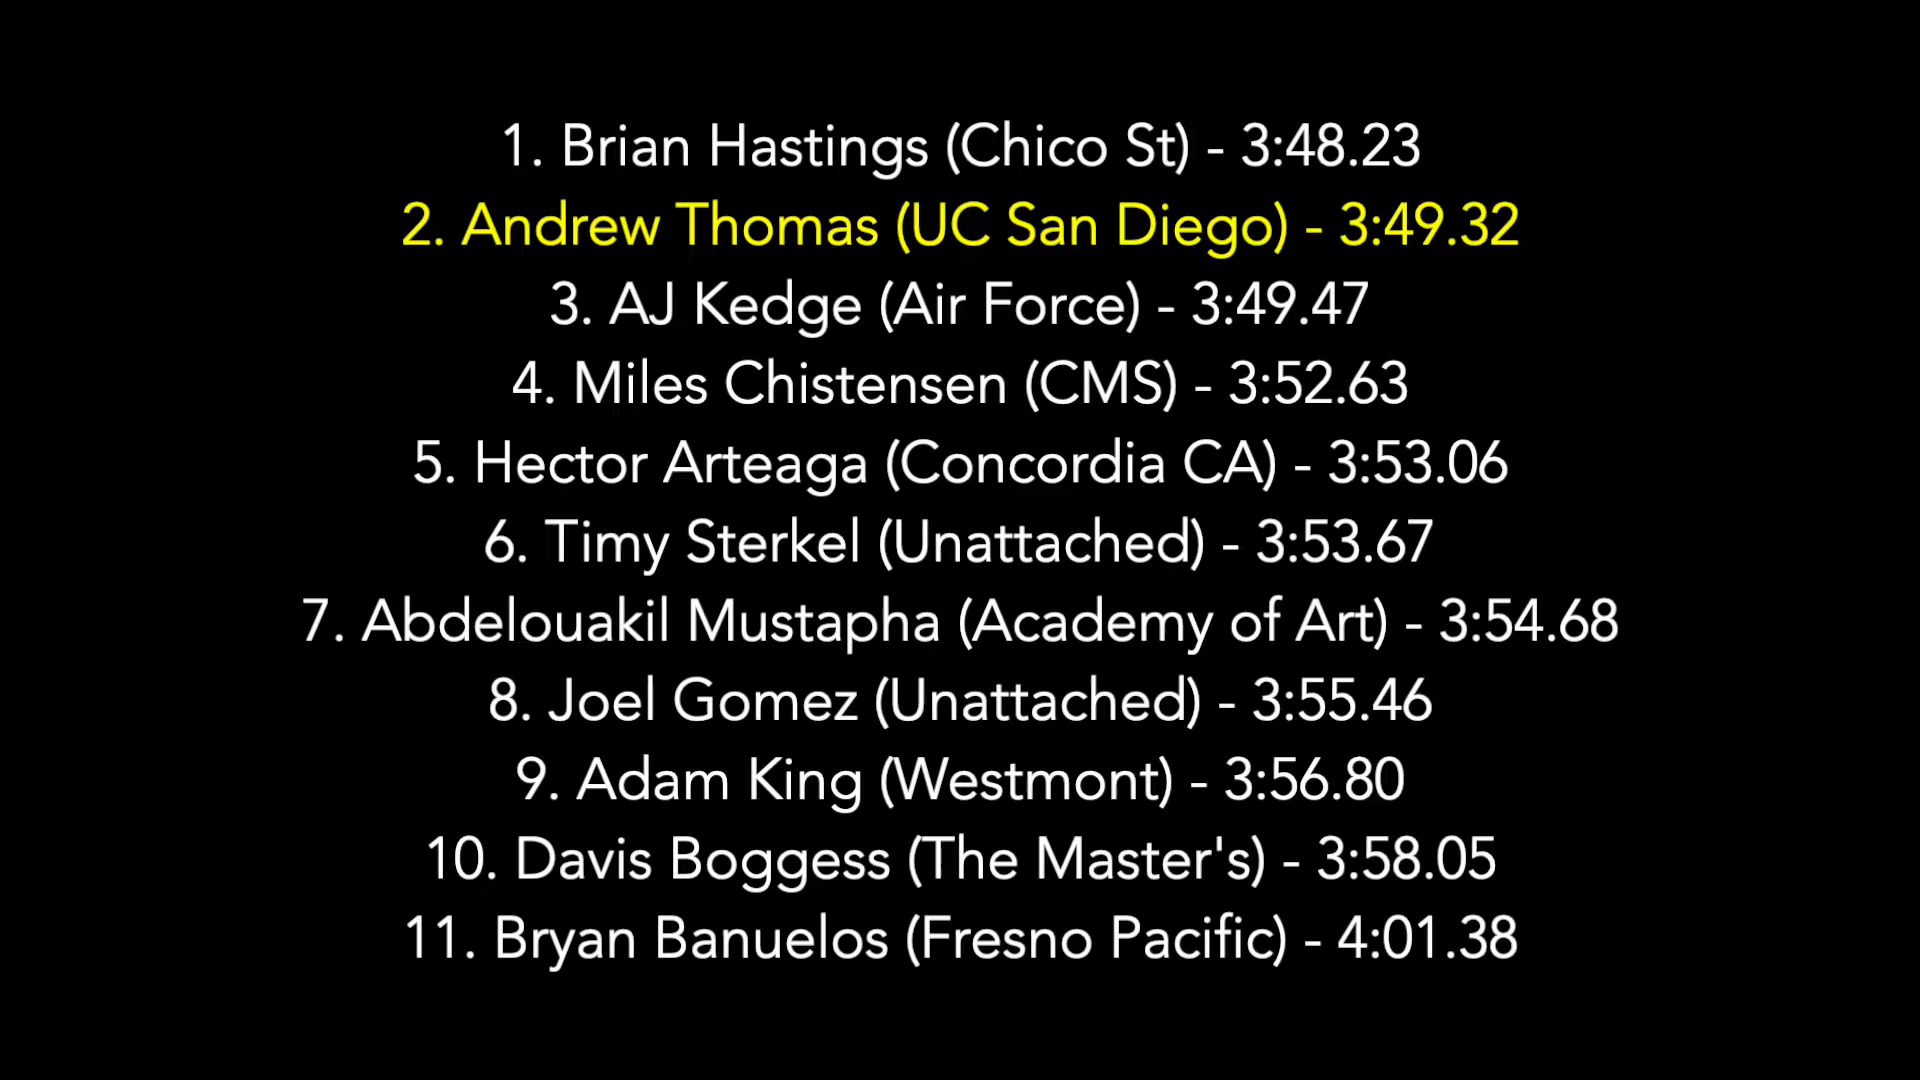 1. Brian Hastings (Chico St) - 3:48.23
2. Andrew Thomas (UC San Diego) - 3:49.32
3. AJ Kedge (Air Force) - 3:49.47
4. Miles Chistensen (CMS) - 3:52.63
5. Hector Arteaga (Concordia CA) - 3:53.06
6. Timy Sterkel (Unattached) - 3:53.67
7. Abdelouakil Mustapha (Academy of Art) - 3:54.68
8. Joel Gomez (Unattached) - 3:55.46
9. Adam King (Westmont) - 3:56.80
10. Davis Boggess (The Master's) - 3:58.05
11. Bryan Banuelos (Fresno Pacific) - 4:01.38